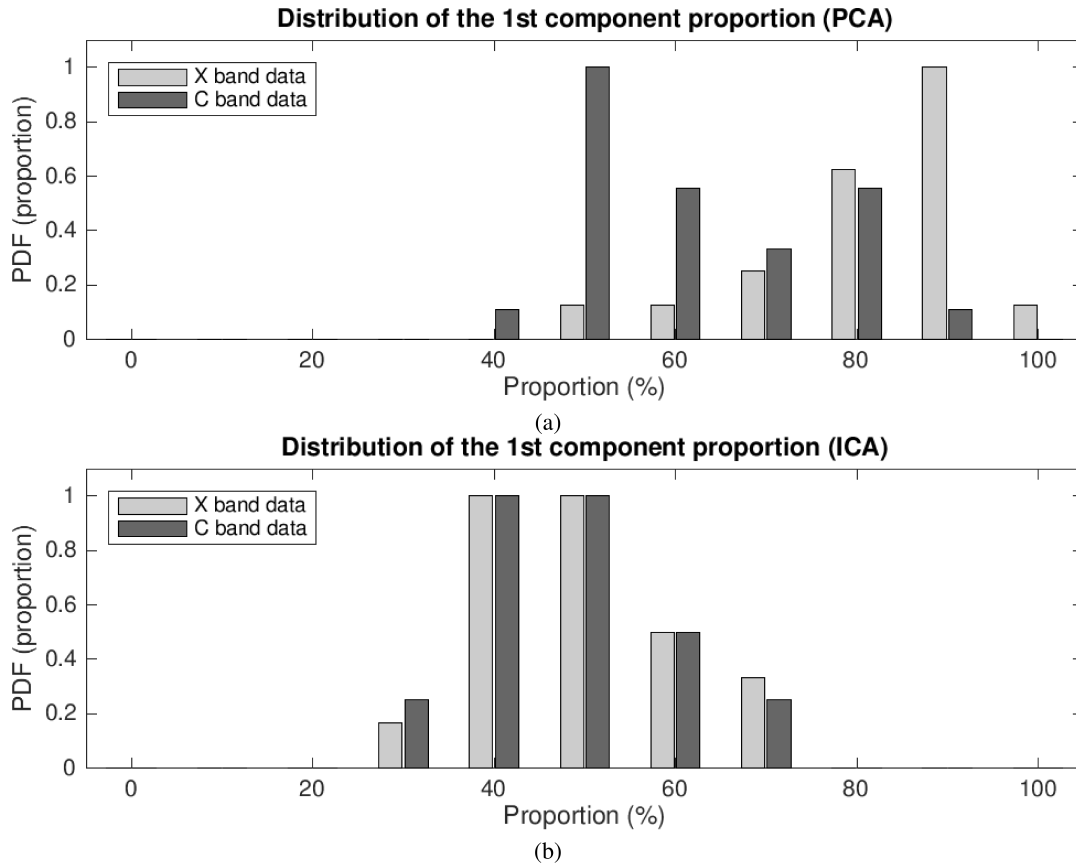 Distribution of the 1st component proportion (PCA)
X band data
C band data
1
0.8
0.6
0.4
0.2
0
PDF (proportion)
0 20 40 60 80 100
Proportion (%)
(a)
Distribution of the 1st component proportion (ICA)
X band data
C band data
1
0.8
0.6
0.4
0.2
0
PDF (proportion)
0 20 40 60 80 100
Proportion (%)
(b)